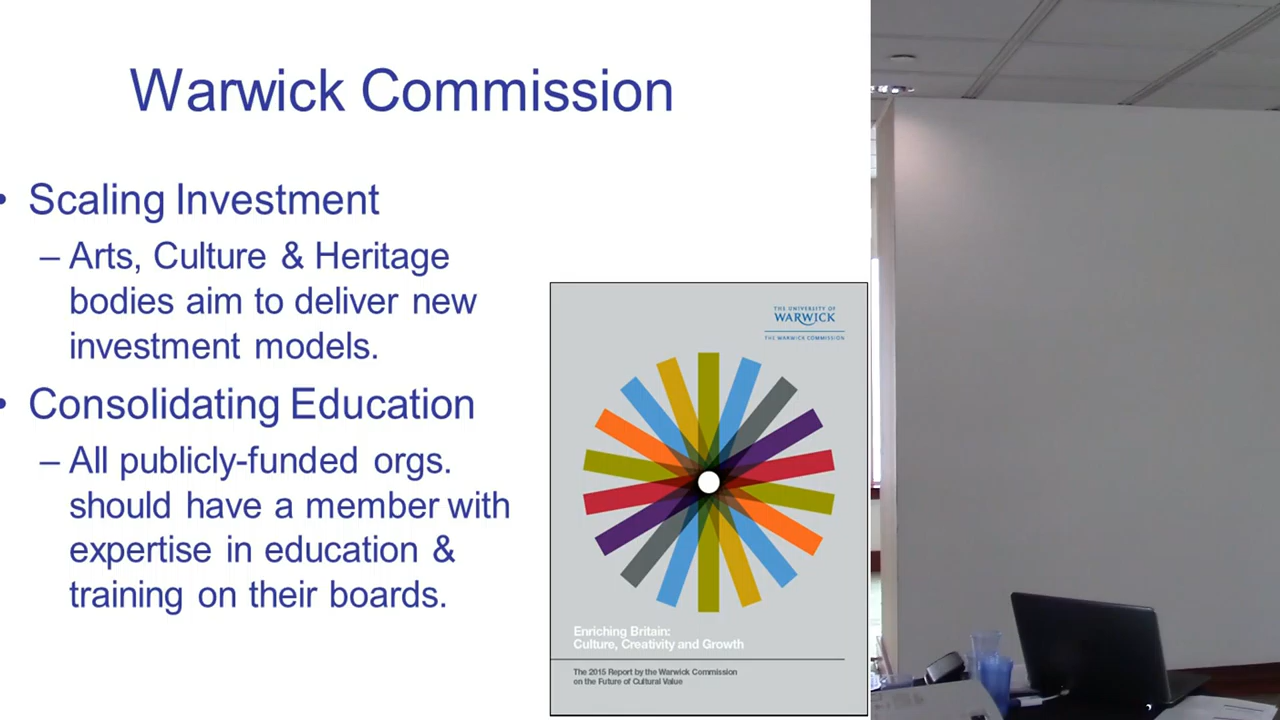 Warwick Commission
• Scaling Investment
– Arts, Culture & Heritage
bodies aim to deliver new
investment models.
• Consolidating Education
– All publicly-funded orgs.
should have a member with
expertise in education &
training on their boards.
THE UNIVERSITY OF
WARWICK
THE WARWICK COMMISSION
Enriching Britain:
Culture, Creativity and Growth
The 2015 Report by the Warwick Commission
on the Future of Cultural Value